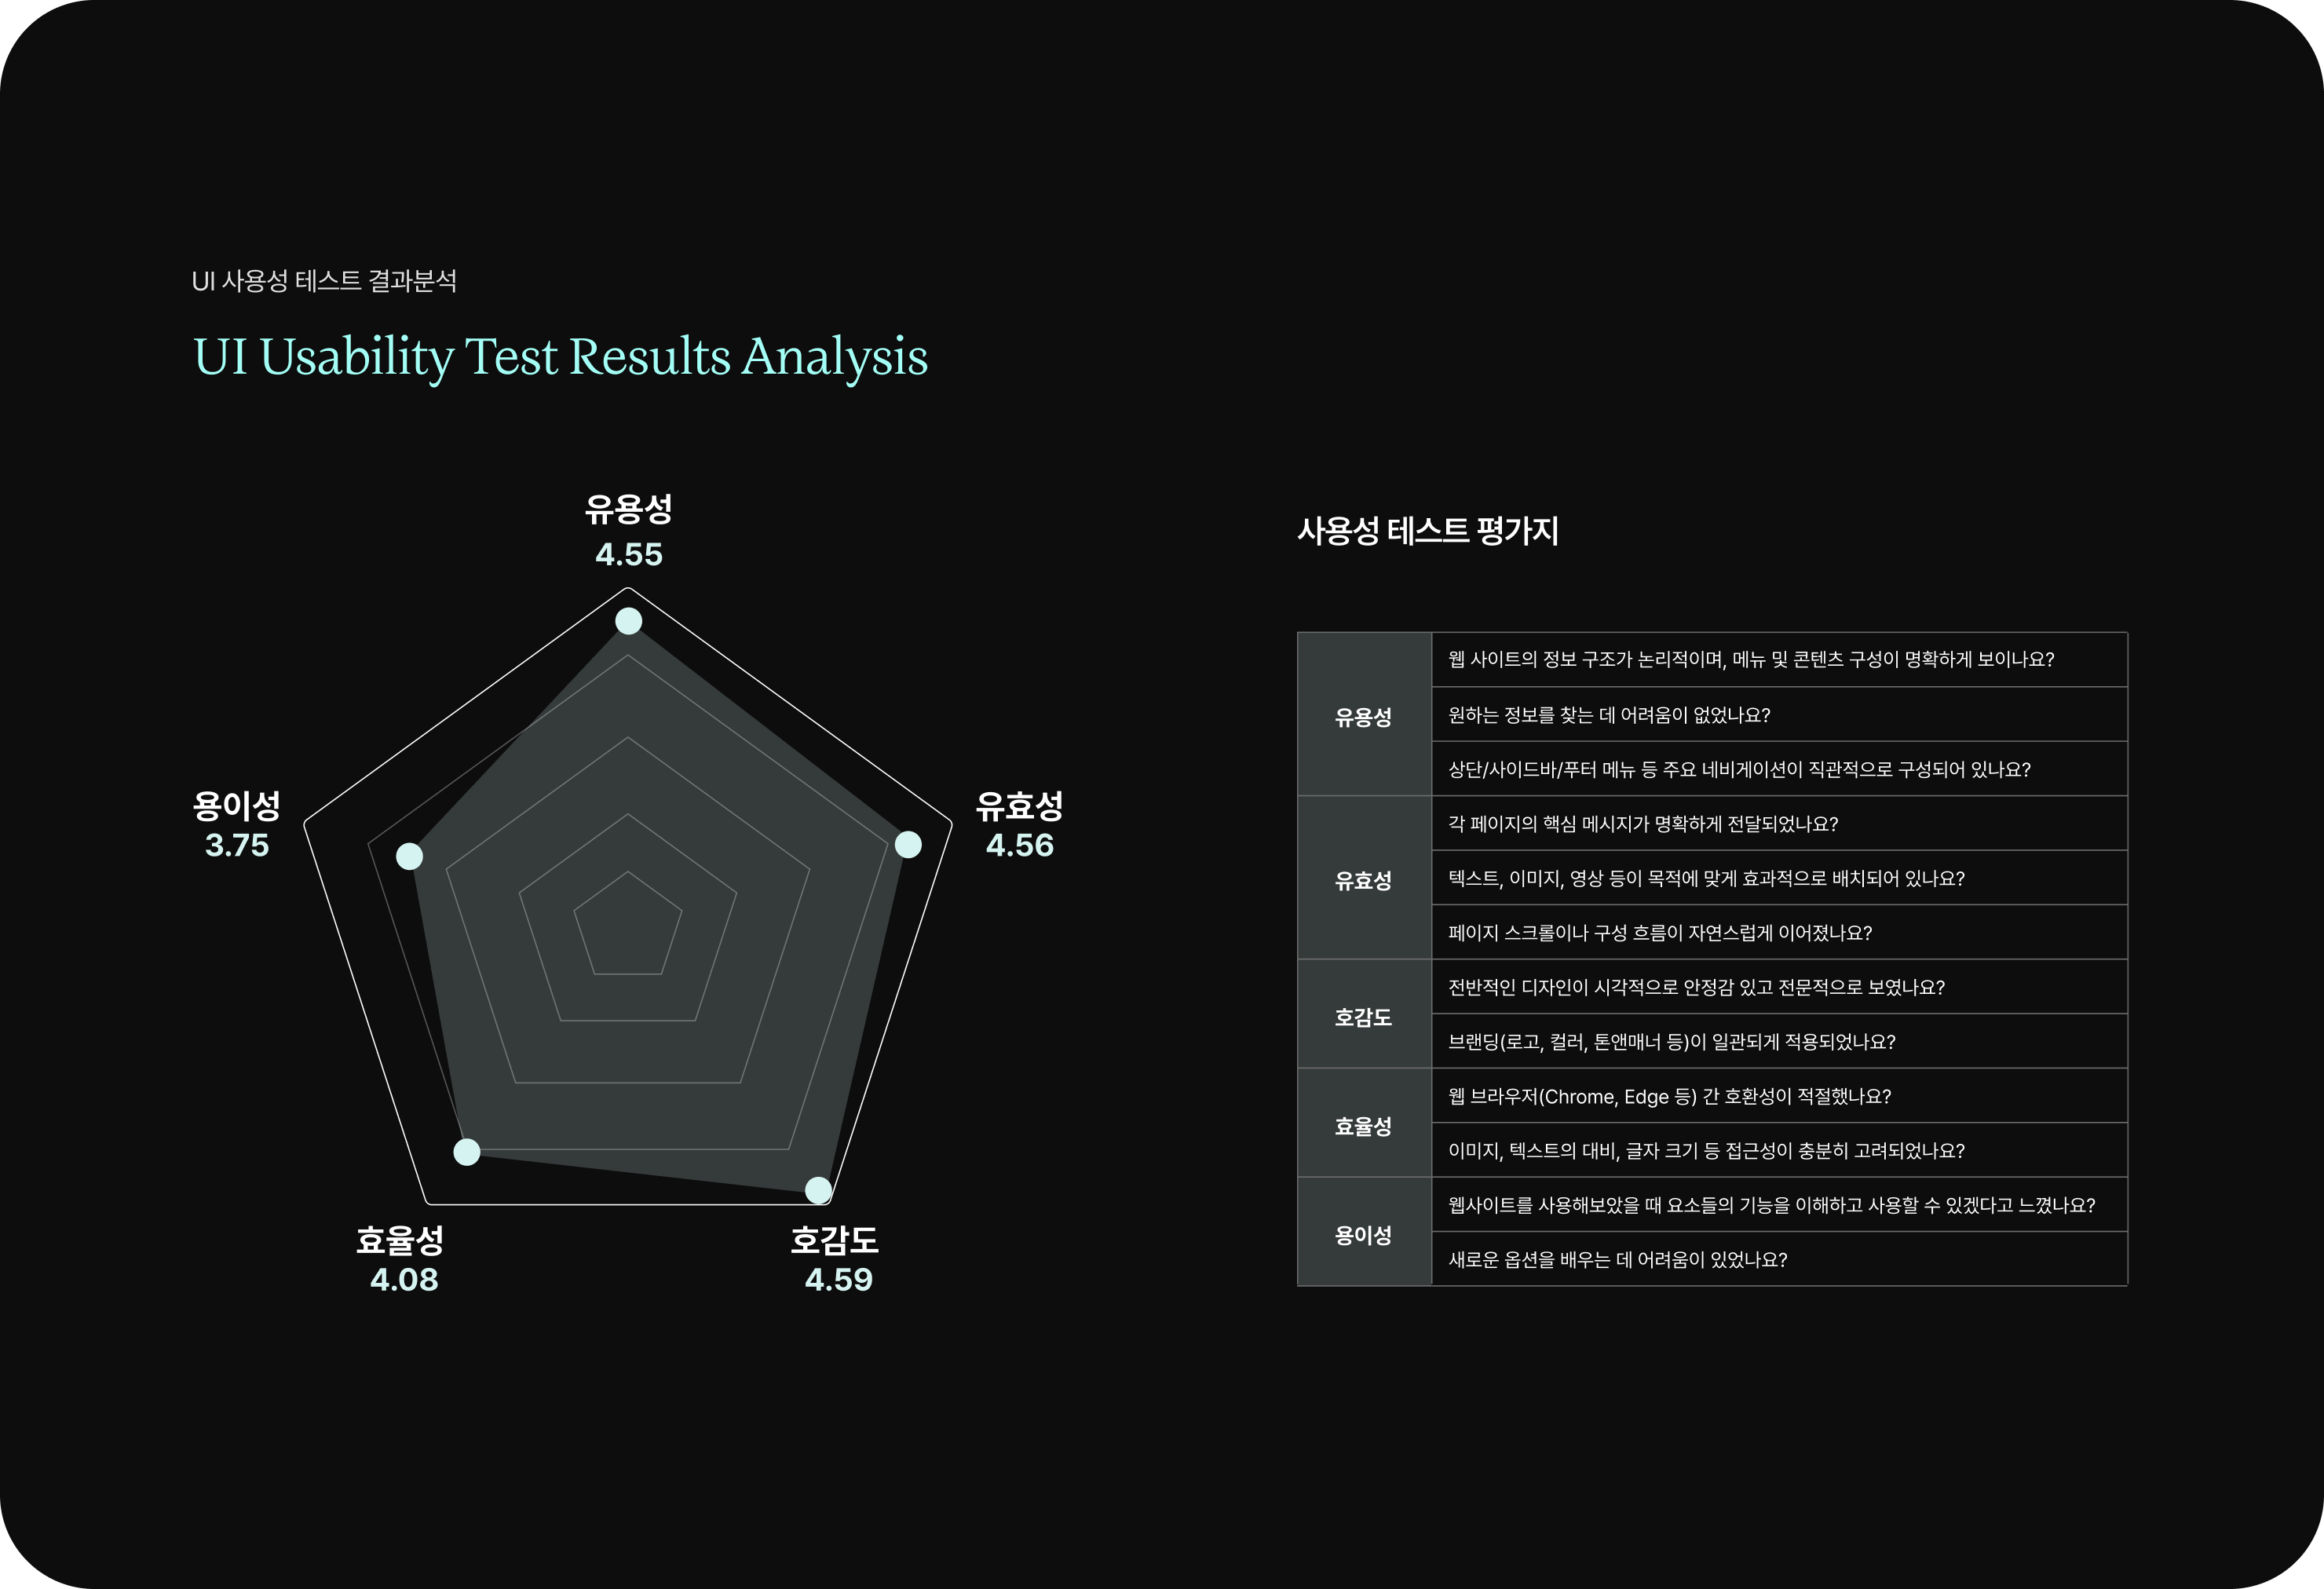 UI 사용성 테스트 결과분석
UI Usability Test Results Analysis
유용성
4.55
용이성
3.75
유효성
4.56
효율성
4.08
호감도
4.59
사용성 테스트 평가지
유용성
웹 사이트의 정보 구조가 논리적이며, 메뉴 및 콘텐츠 구성이 명확하게 보이나요?
원하는 정보를 찾는 데 어려움이 없었나요?
상단/사이드바/푸터 메뉴 등 주요 네비게이션이 직관적으로 구성되어 있나요?
유효성
각 페이지의 핵심 메시지가 명확하게 전달되었나요?
텍스트, 이미지, 영상 등이 목적에 맞게 효과적으로 배치되어 있나요?
페이지 스크롤이나 구성 흐름이 자연스럽게 이어졌나요?
호감도
전반적인 디자인이 시각적으로 안정감 있고 전문적으로 보였나요?
브랜딩(로고, 컬러, 톤앤매너 등)이 일관되게 적용되었나요?
효율성
웹 브라우저(Chrome, Edge 등) 간 호환성이 적절했나요?
이미지, 텍스트의 대비, 글자 크기 등 접근성이 충분히 고려되었나요?
용이성
웹사이트를 사용해보았을 때 요소들의 기능을 이해하고 사용할 수 있겠다고 느꼈나요?
새로운 옵션을 배우는 데 어려움이 있었나요?